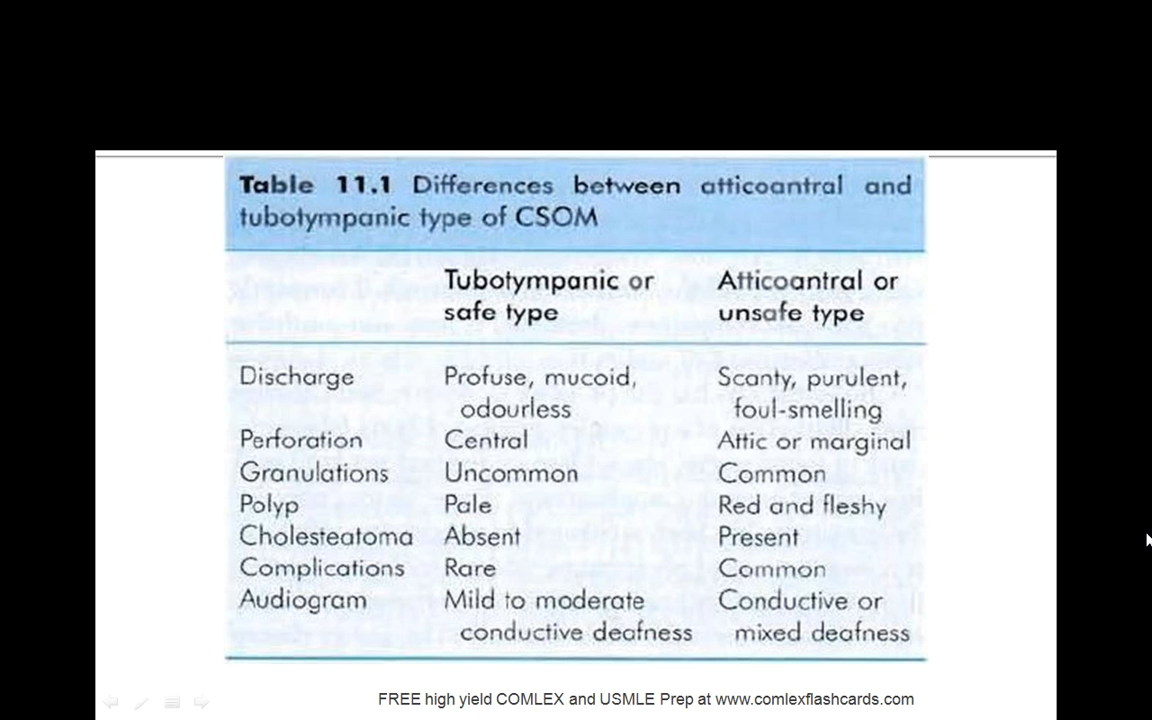 Table 11.1 Differences between atticoantral and
tubotympanic type of CSOM
Tubotympanic or Atticoantral or
safe type unsafe type
Discharge Profuse, mucoid, Scanty, purulent,
odourless foul-smelling
Perforation Central Attic or marginal
Granulations Uncommon Common
Polyp Pale Red and fleshy
Cholesteatoma Absent Present
Complications Rare Common
Audiogram Mild to moderate Conductive or
conductive deafness mixed deafness
FREE high yield COMLEX and USMLE Prep at www.comlexflashcards.com